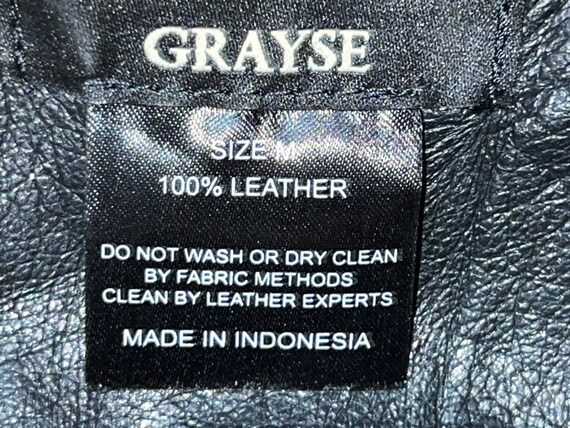 GRAYSE
SIZE M
100% LEATHER
DO NOT WASH OR DRY CLEAN
BY FABRIC METHODS
CLEAN BY LEATHER EXPERTS
MADE IN INDONESIA